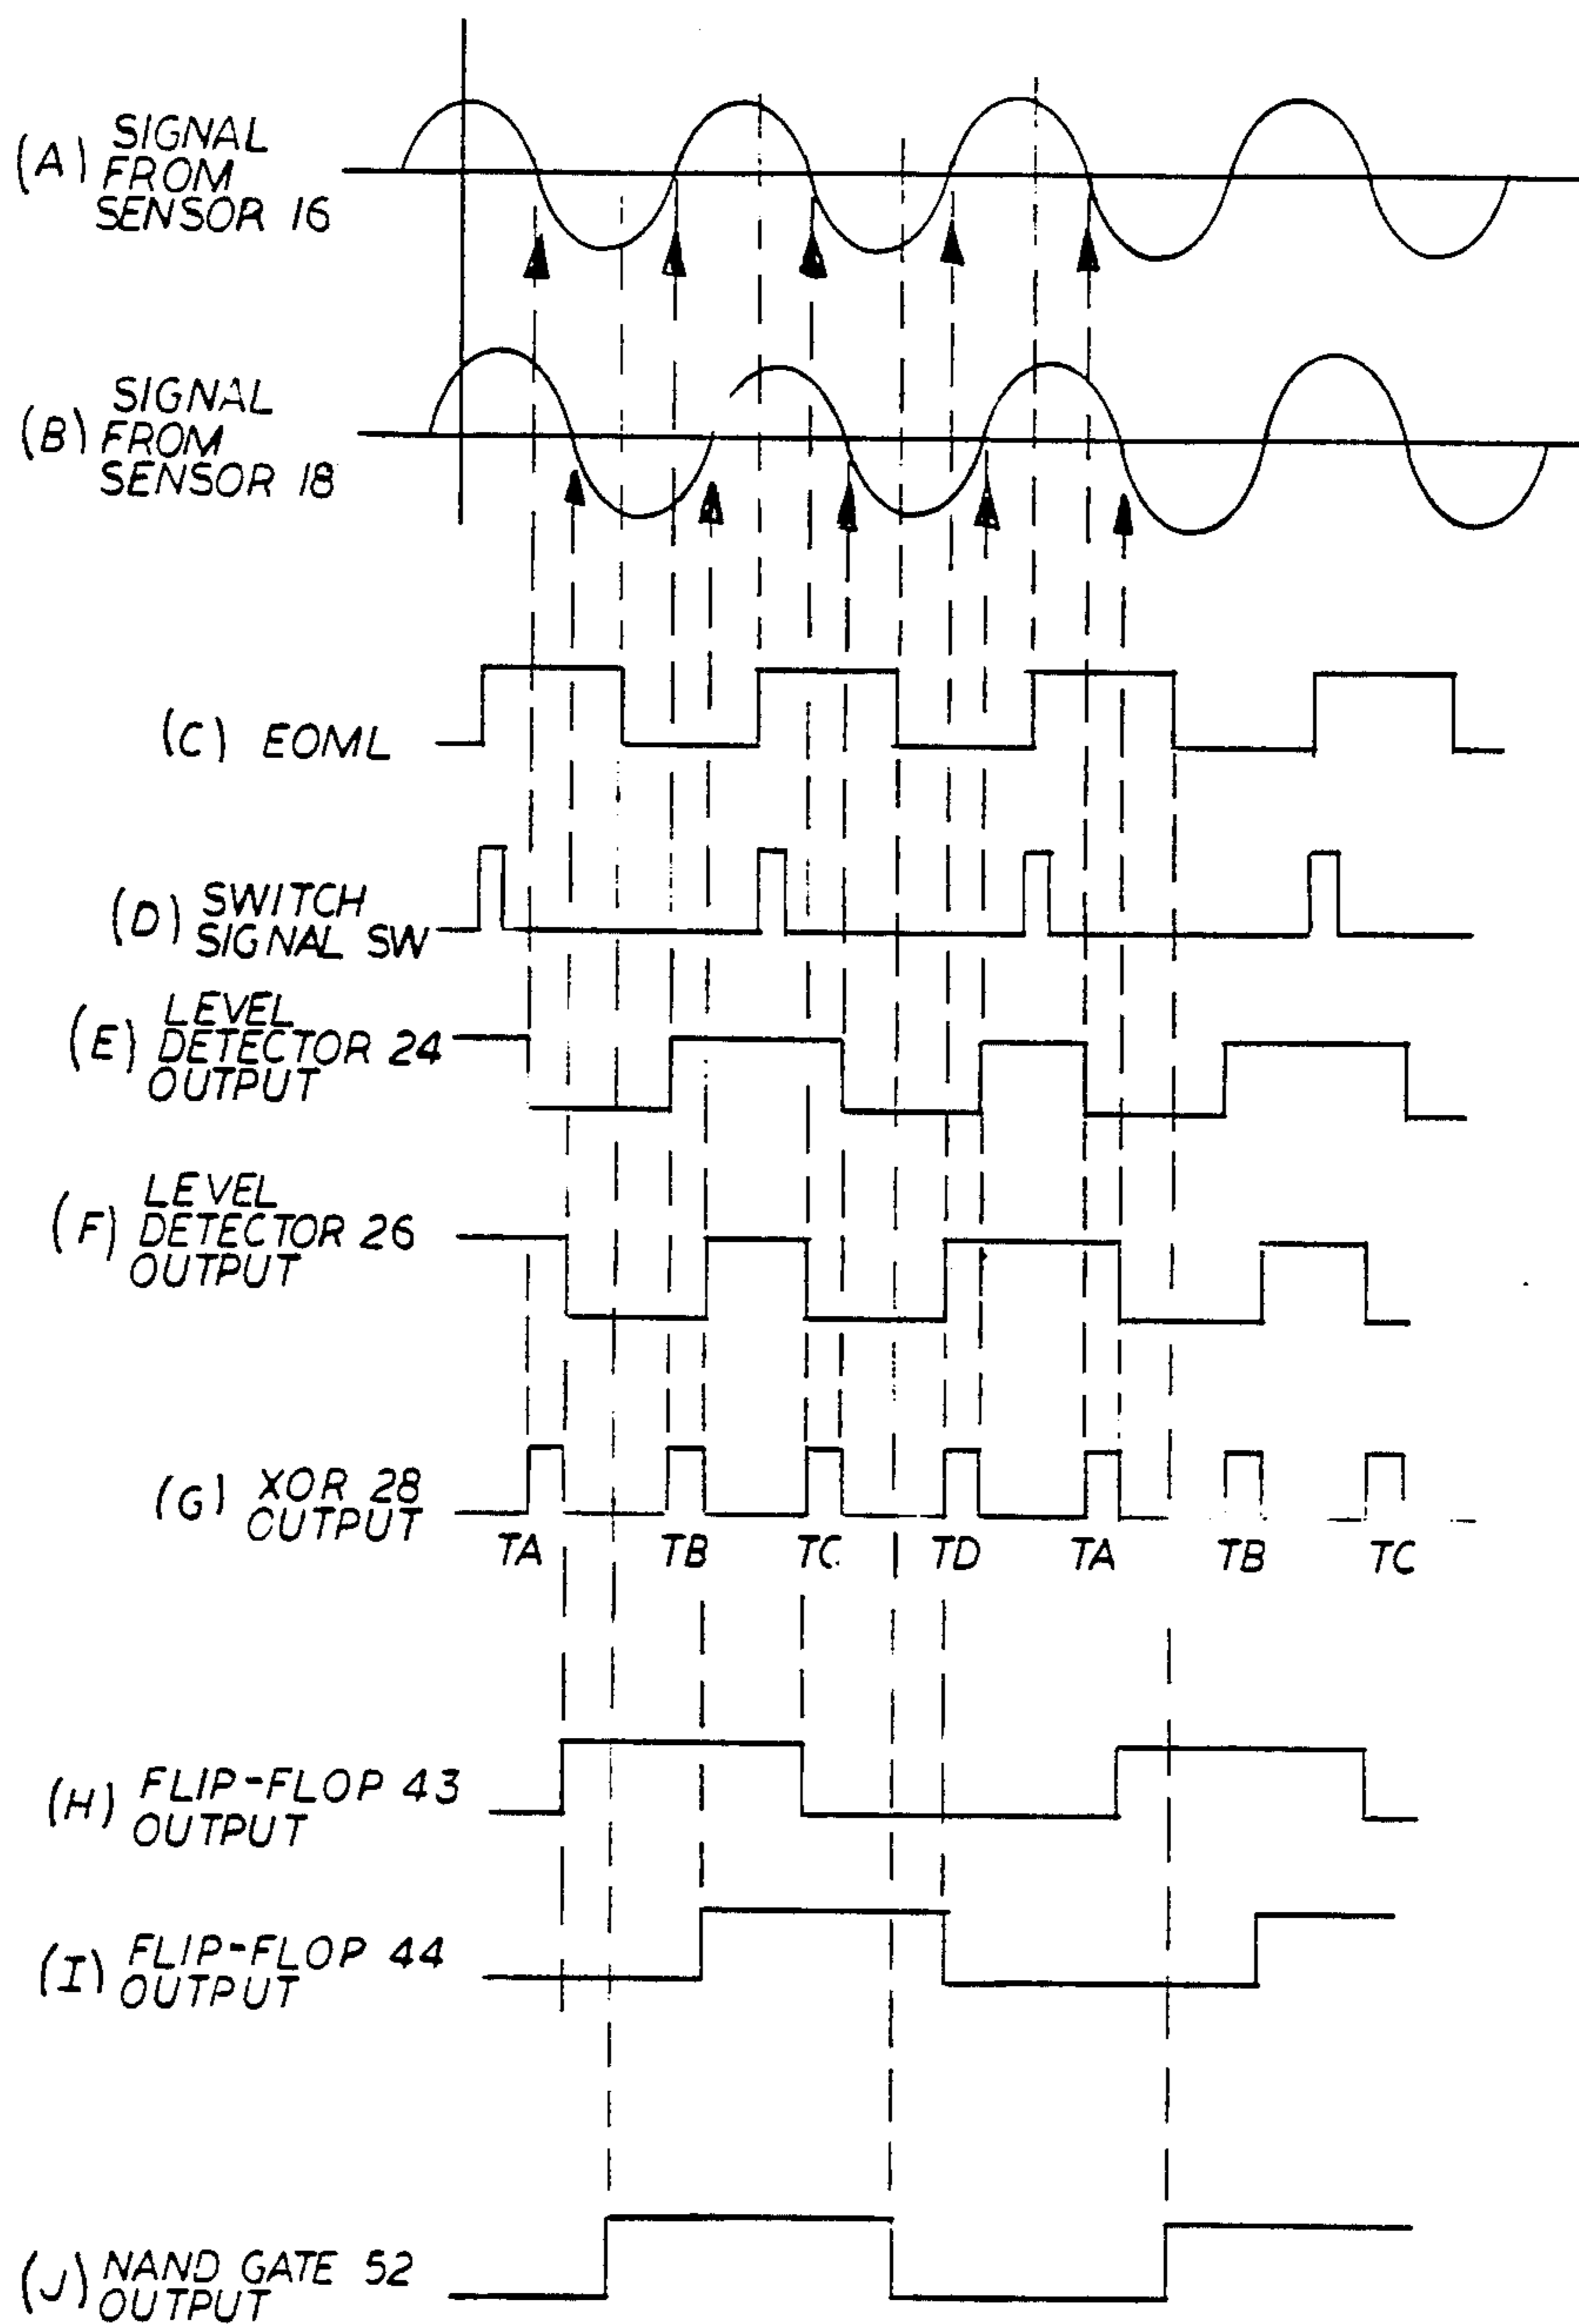 (A) SIGNAL
FROM
SENSOR 16
(B) SIGNAL
FROM
SENSOR 18
(C) EOML
(D) SWITCH
SIGNAL SW
(E) LEVEL
DETECTOR 24
OUTPUT
(F) LEVEL
DETECTOR 26
OUTPUT
(G) XOR 28
OUTPUT
TA TB TC TD TA TB TC
(H) FLIP-FLOP 43
OUTPUT
(I) FLIP-FLOP 44
OUTPUT
(J) NAND GATE 52
OUTPUT